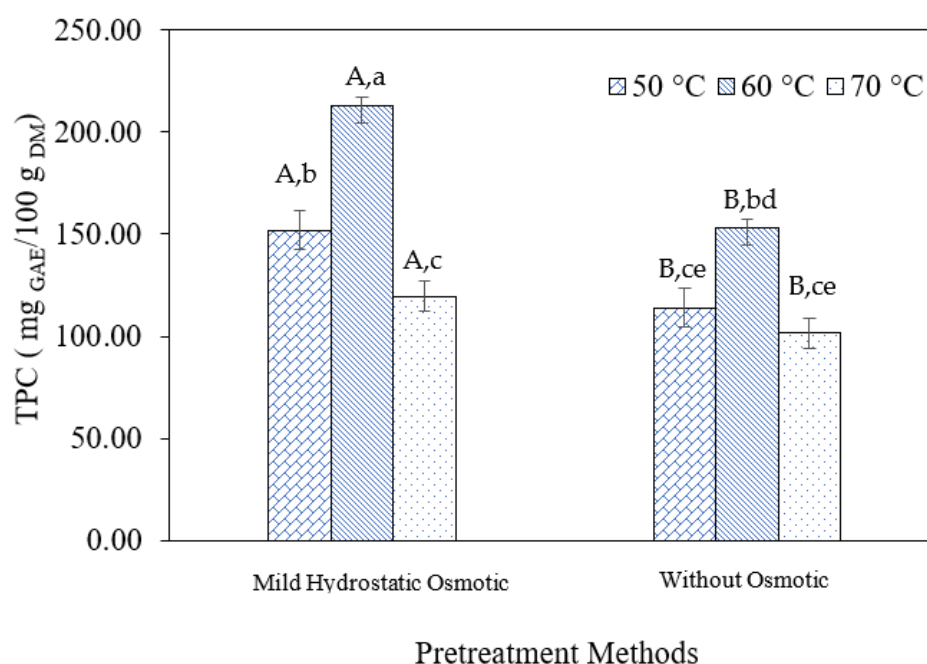 250.00
200.00
150.00
100.00
50.00
0.00
TPC ( mg GAE/100 g DM)
A,b
A,a
A,c
B,ce
B,bd
B,ce
50 °C 60 °C 70 °C
Mild Hydrostatic Osmotic
Without Osmotic
Pretreatment Methods